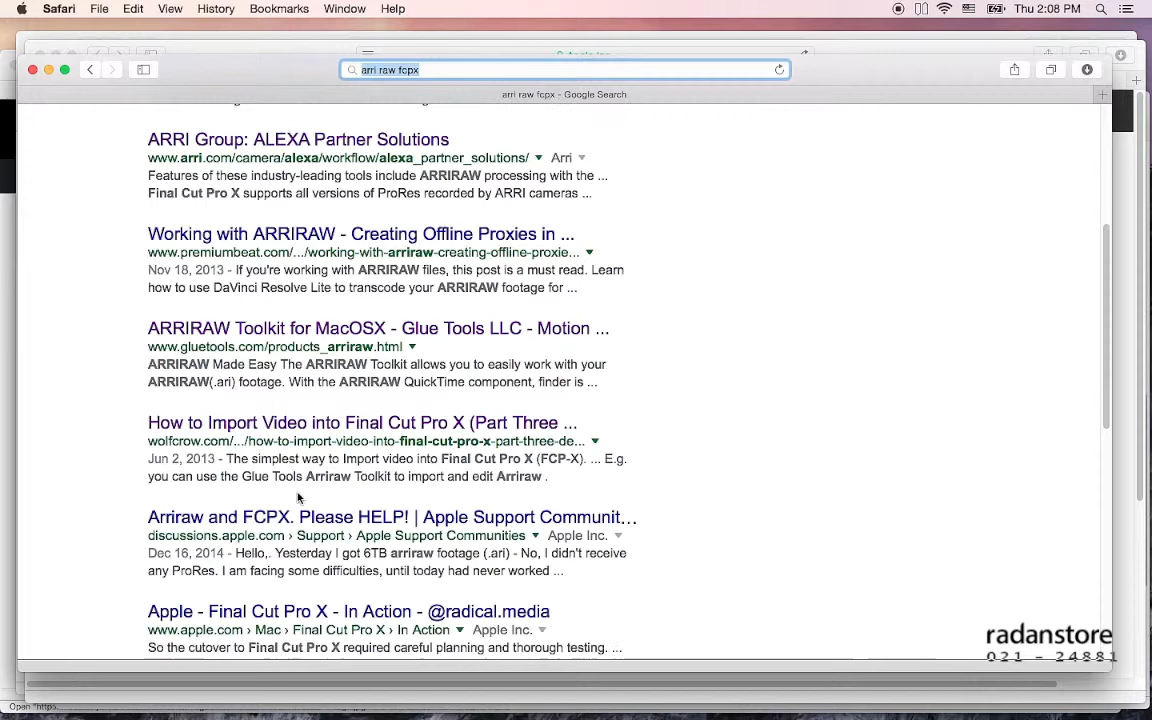 Safari File Edit View History Bookmarks Window Help Thu 2:08 PM
arri raw fcpx
arri raw fcpx - Google Search
ARRI Group: ALEXA Partner Solutions
www.arri.com/camera/alexa/workflow/alexa_partner_solutions/ Arri
Features of these industry-leading tools include ARRIRAW processing with the ...
Final Cut Pro X supports all versions of ProRes recorded by ARRI cameras ...
Working with ARRIRAW - Creating Offline Proxies in ...
www.premiumbeat.com/.../working-with-arriraw-creating-offline-proxie...
Nov 18, 2013 - If you're working with ARRIRAW files, this post is a must read. Learn
how to use DaVinci Resolve Lite to transcode your ARRIRAW footage for ...
ARRIRAW Toolkit for MacOSX - Glue Tools LLC - Motion ...
www.gluetools.com/products_arriraw.html
ARRIRAW Made Easy The ARRIRAW Toolkit allows you to easily work with your
ARRIRAW(.ari) footage. With the ARRIRAW QuickTime component, finder is ...
How to Import Video into Final Cut Pro X (Part Three ...
wolfcrow.com/.../how-to-import-video-into-final-cut-pro-x-part-three-de...
Jun 2, 2013 - The simplest way to Import video into Final Cut Pro X (FCP-X). ... E.g.
you can use the Glue Tools Arriraw Toolkit to import and edit Arriraw .
Arriraw and FCPX. Please HELP! | Apple Support Communit...
discussions.apple.com › Support › Apple Support Communities Apple Inc.
Dec 16, 2014 - Hello,. Yesterday I got 6TB arriraw footage (.ari) - No, I didn't receive
any ProRes. I am facing some difficulties, until today had never worked ...
Apple - Final Cut Pro X - In Action - @radical.media
www.apple.com › Mac › Final Cut Pro X › In Action Apple Inc.
So the cutover to Final Cut Pro X required careful planning and thorough testing. ...
radanstore
021 - 24881
Open "https: